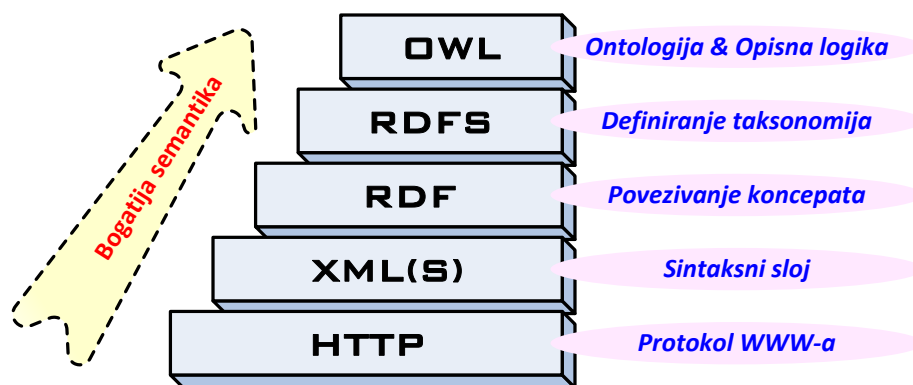 OWL
Ontologija & Opisna logika
RDFS
Definiranje taksonomija
Bogatija semantika
RDF
Povezivanje koncepata
XML(S)
Sintaksni sloj
HTTP
Protokol WWW-a